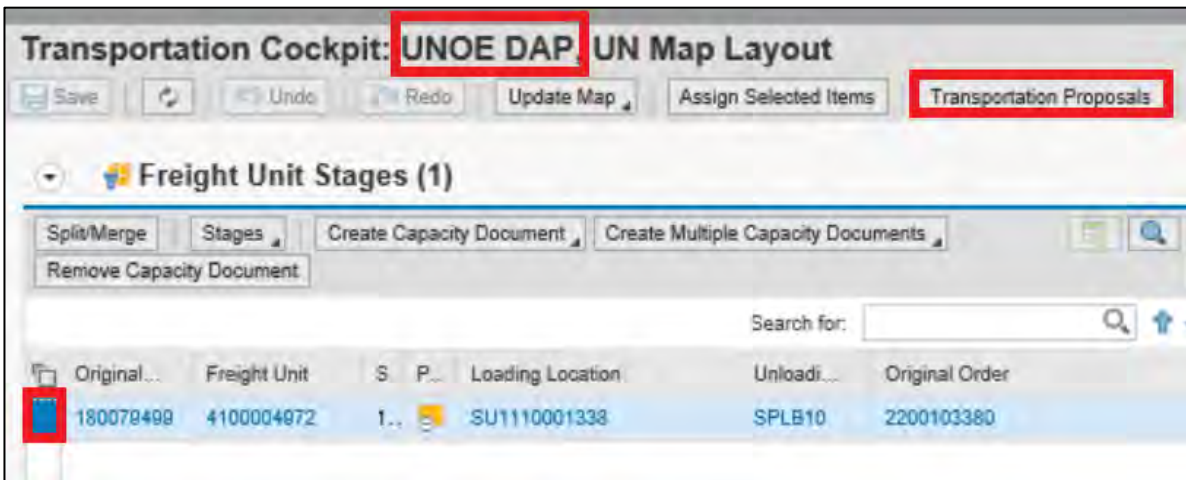 Transportation Cockpit: UNOE DAP, UN Map Layout
Save Undo Redo Update Map Assign Selected Items Transportation Proposals
Freight Unit Stages (1)
Split/Merge Stages Create Capacity Document Create Multiple Capacity Documents
Remove Capacity Document
Search for:
Original... Freight Unit S.. P... Loading Location Unloadi... Original Order
180079499 4100004972 1.. SU1110001338 SPLB10 2200103380